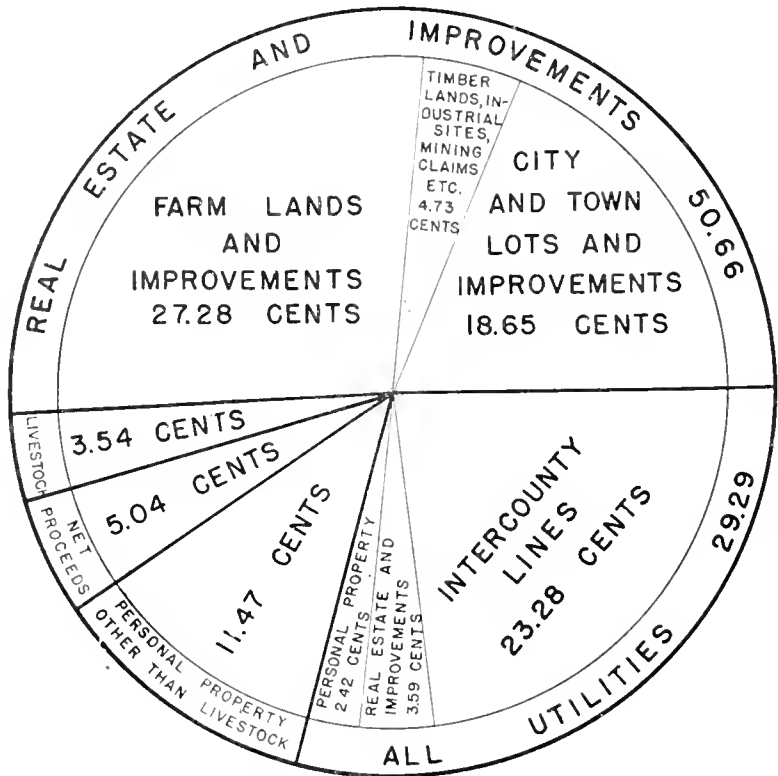 REAL ESTATE AND IMPROVEMENTS 50.66
TIMBER
LANDS, IN-
DUSTRIAL
SITES,
MINING
CLAIMS
ETC.
4.73
CENTS
CITY
AND TOWN
LOTS AND
IMPROVEMENTS
18.65 CENTS
FARM LANDS
AND
IMPROVEMENTS
27.28 CENTS
LIVESTOCK
3.54 CENTS
NET
PROCEEDS
5.04 CENTS
PERSONAL PROPERTY
OTHER THAN LIVESTOCK
11.47 CENTS
PERSONAL PROPERTY
2.42 CENTS
REAL ESTATE AND
IMPROVEMENTS
3.59 CENTS
INTERCOUNTY
LINES
23.28 CENTS
ALL UTILITIES 29.29